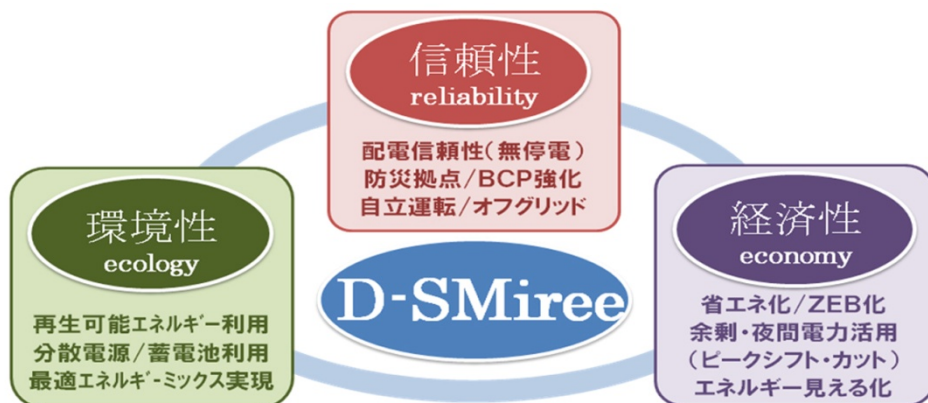 信頼性
reliability
配電信頼性(無停電)
防災拠点/BCP強化
自立運転/オフグリッド
環境性
ecology
再生可能エネルギー利用
分散電源/蓄電池利用
最適エネルギーミックス実現
D-SMiree
経済性
economy
省エネ化/ZEB化
余剰・夜間電力活用
(ピークシフト・カット)
エネルギー見える化